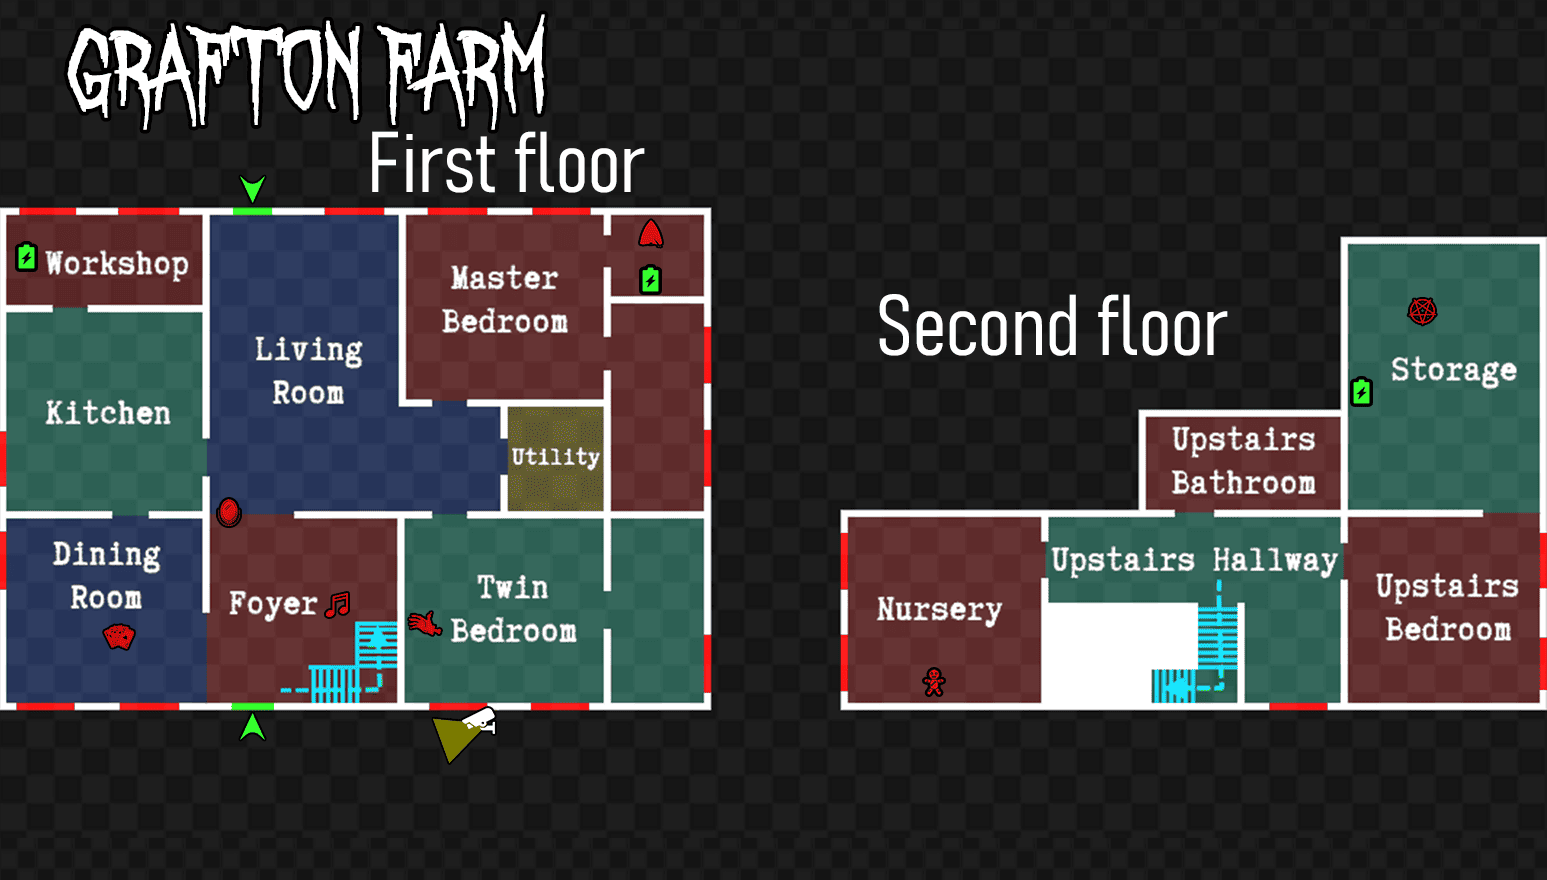 GRAFTON FARM
First floor
Workshop
Living
Room
Master
Bedroom
Kitchen
Utility
Dining
Room
Foyer
Twin
Bedroom
Second floor
Storage
Upstairs
Bathroom
Upstairs Hallway
Nursery
Upstairs
Bedroom